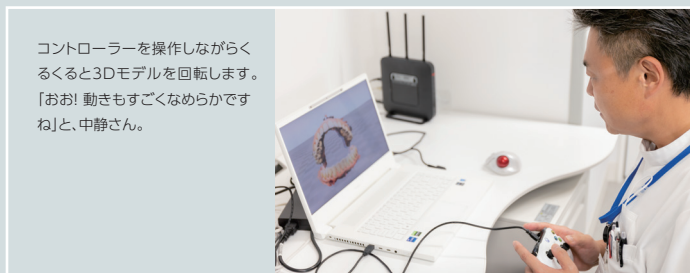 コントローラーを操作しながらく
るくると3Dモデルを回転します。
「おお! 動きもすごくなめらかです
ね」と、中静さん。